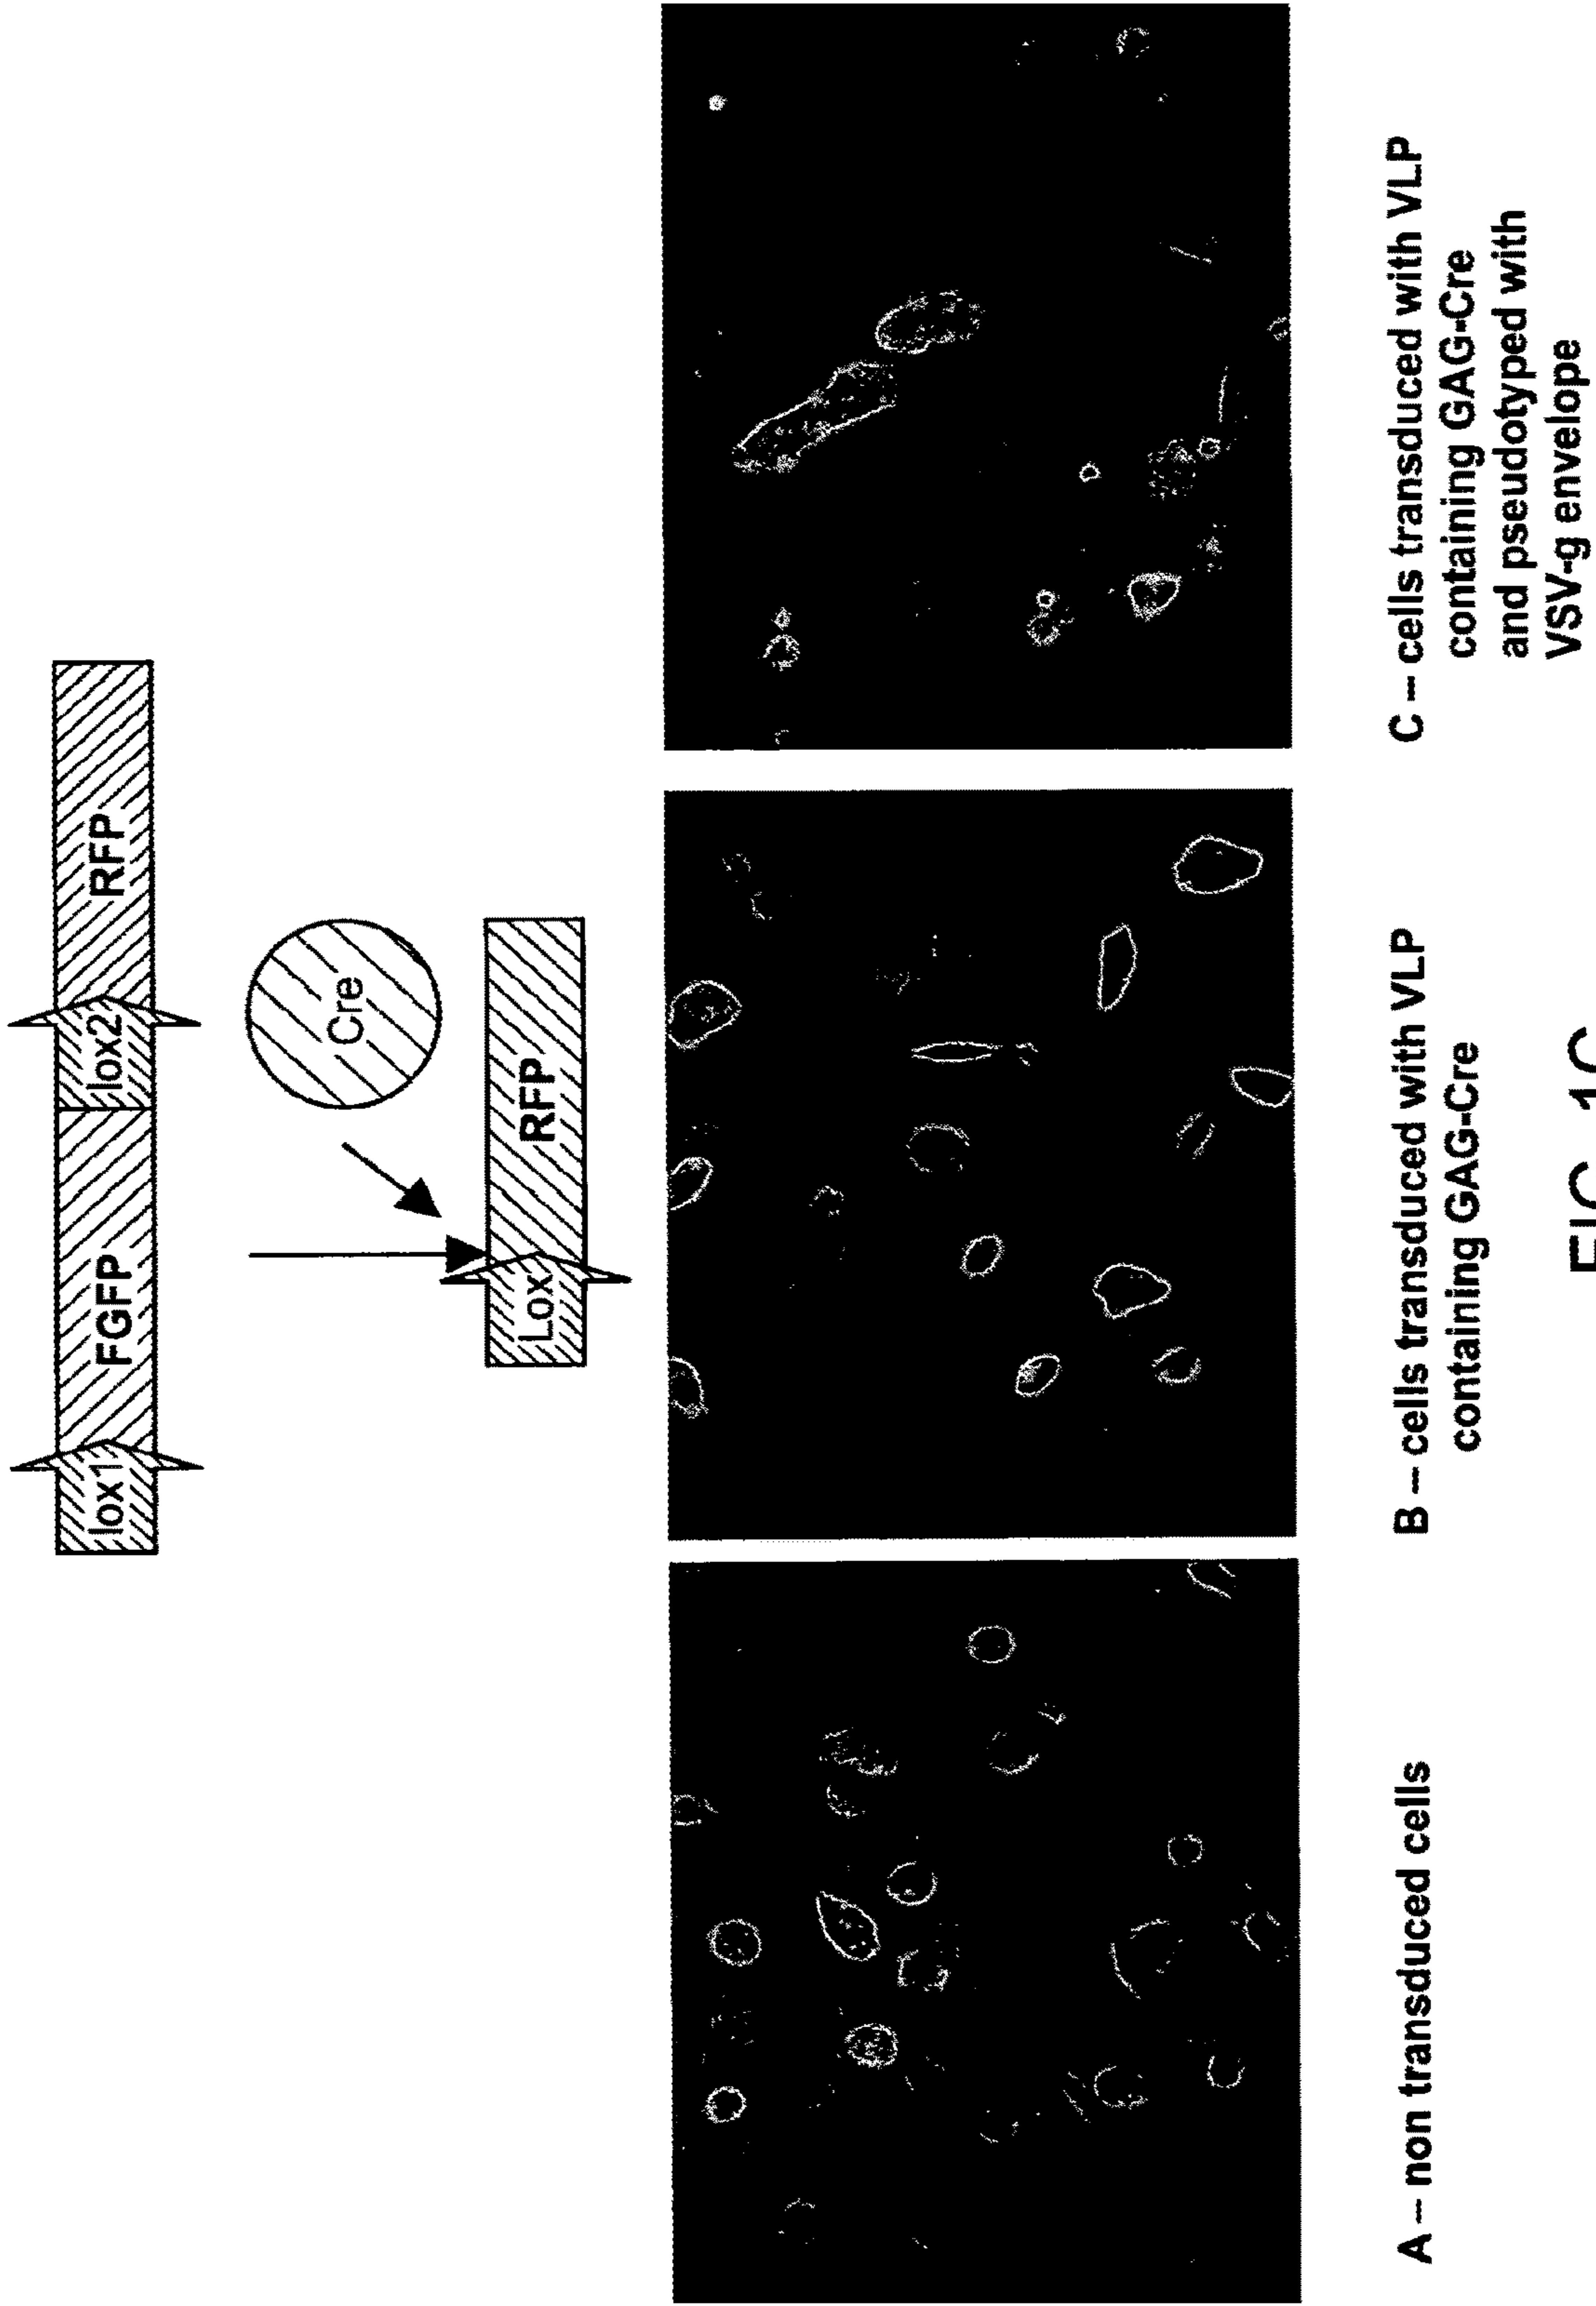 lox1
FGFP
lox2
RFP
Cre
Lox
RFP
A – non transduced cells
B – cells transduced with VLP
containing GAG-Cre
C – cells transduced with VLP
containing GAG-Cre
and pseudotyped with
VSV-g envelope